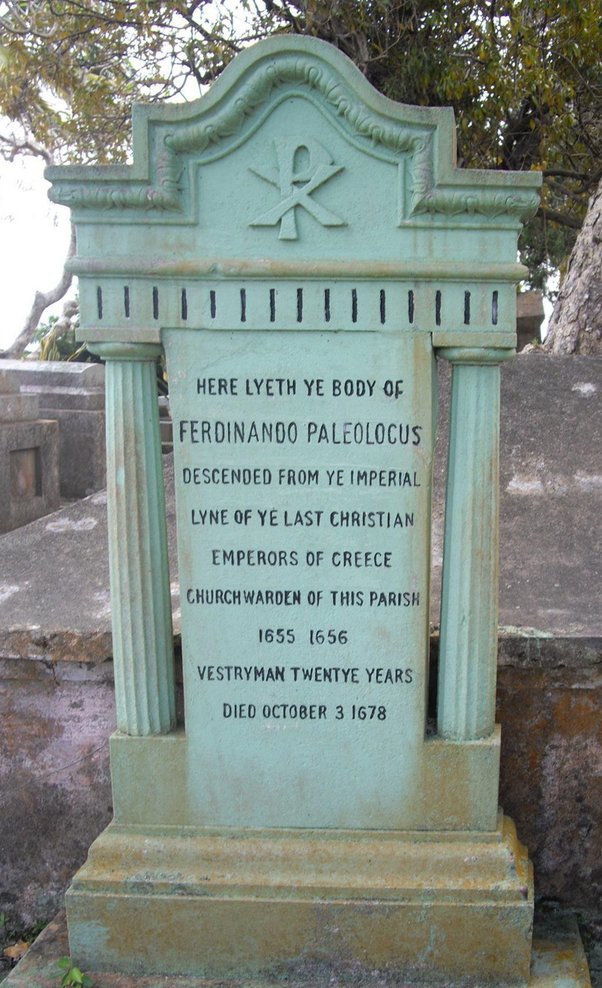 HERE LYETH YE BODY OF
FERDINANDO PALEOLOCUS
DESCENDED FROM YE IMPERIAL
LYNE OF YE LAST CHRISTIAN
EMPERORS OF GREECE
CHURCHWARDEN OF THIS PARISH
1655 1656
VESTRYMAN TWENTYE YEARS
DIED OCTOBER 3 1678